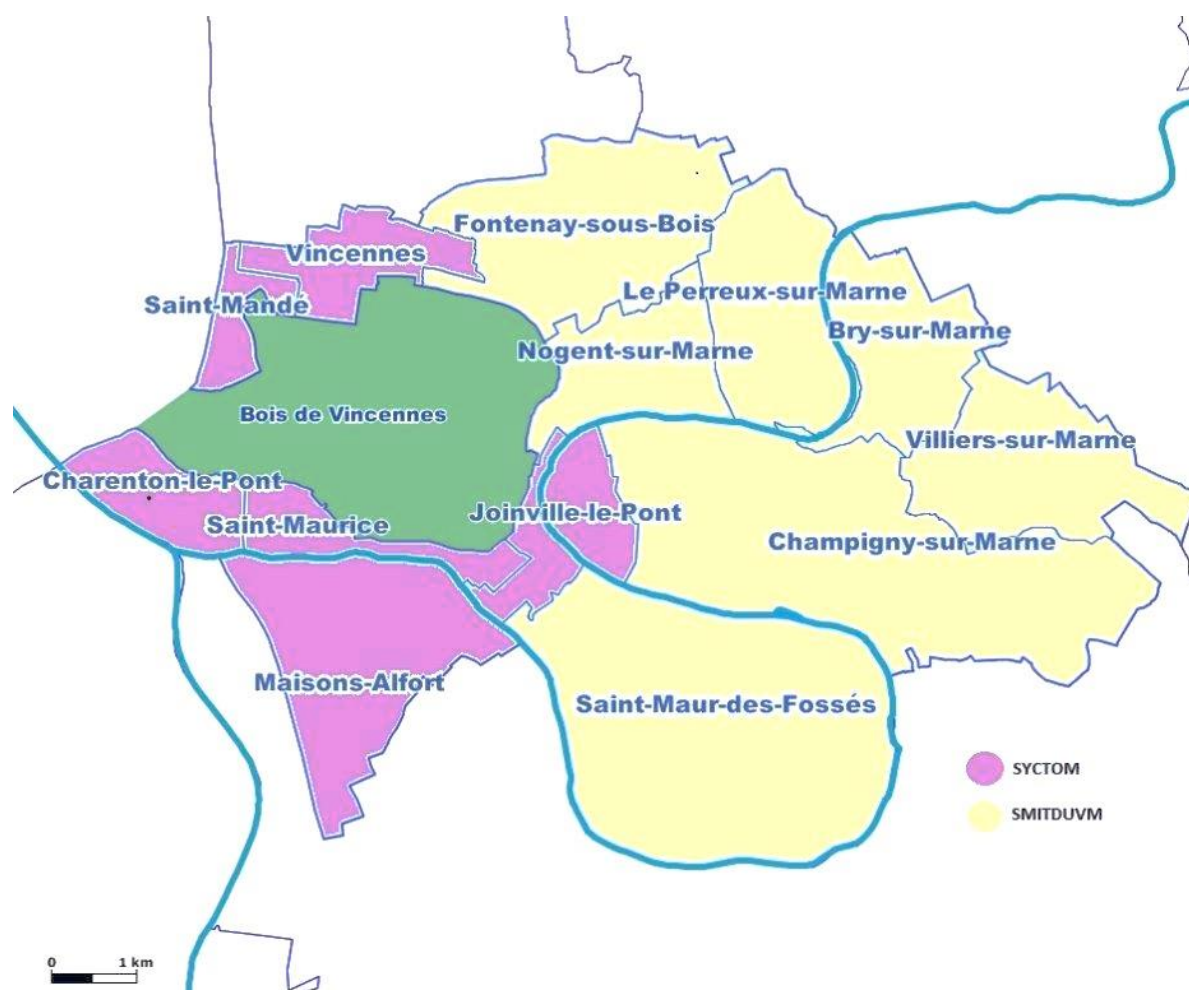 Fontenay-sous-Bois
Vincennes
Le Perreux-sur-Marne
Saint-Mandé
Bry-sur-Marne
Nogent-sur-Marne
Bois de Vincennes
Villiers-sur-Marne
Charenton-le-Pont
Joinville-le-Pont
Saint-Maurice
Champigny-sur-Marne
Maisons-Alfort
Saint-Maur-des-Fossés
SYCTOM
SMITDUVM
0 1 km